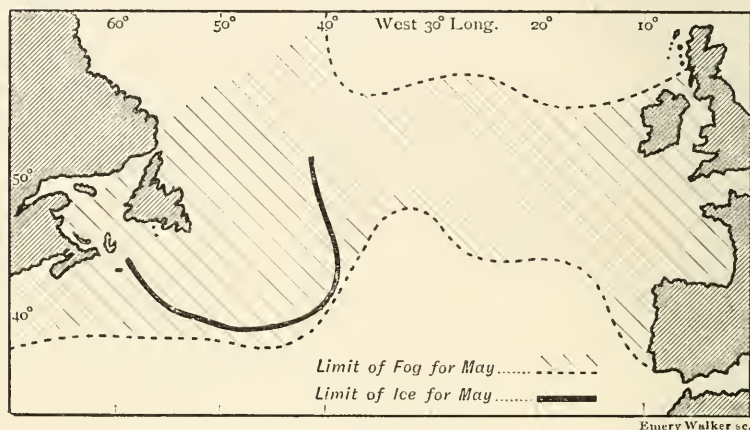 60° 50° 40° West 30° Long. 20° 10°
50°
40°
Limit of Fog for May
Limit of Ice for May
Emery Walker sc.